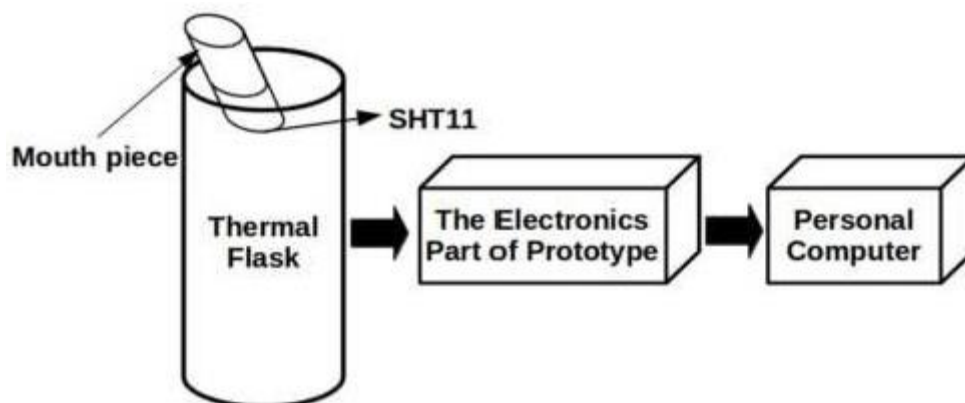 SHT11
Mouth piece
Thermal
Flask
The Electronics
Part of Prototype
Personal
Computer